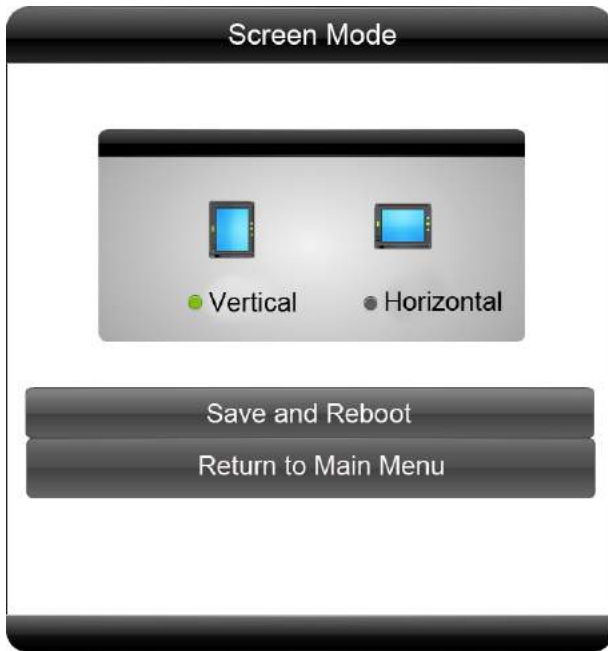 Screen Mode
Vertical Horizontal
Save and Reboot
Return to Main Menu